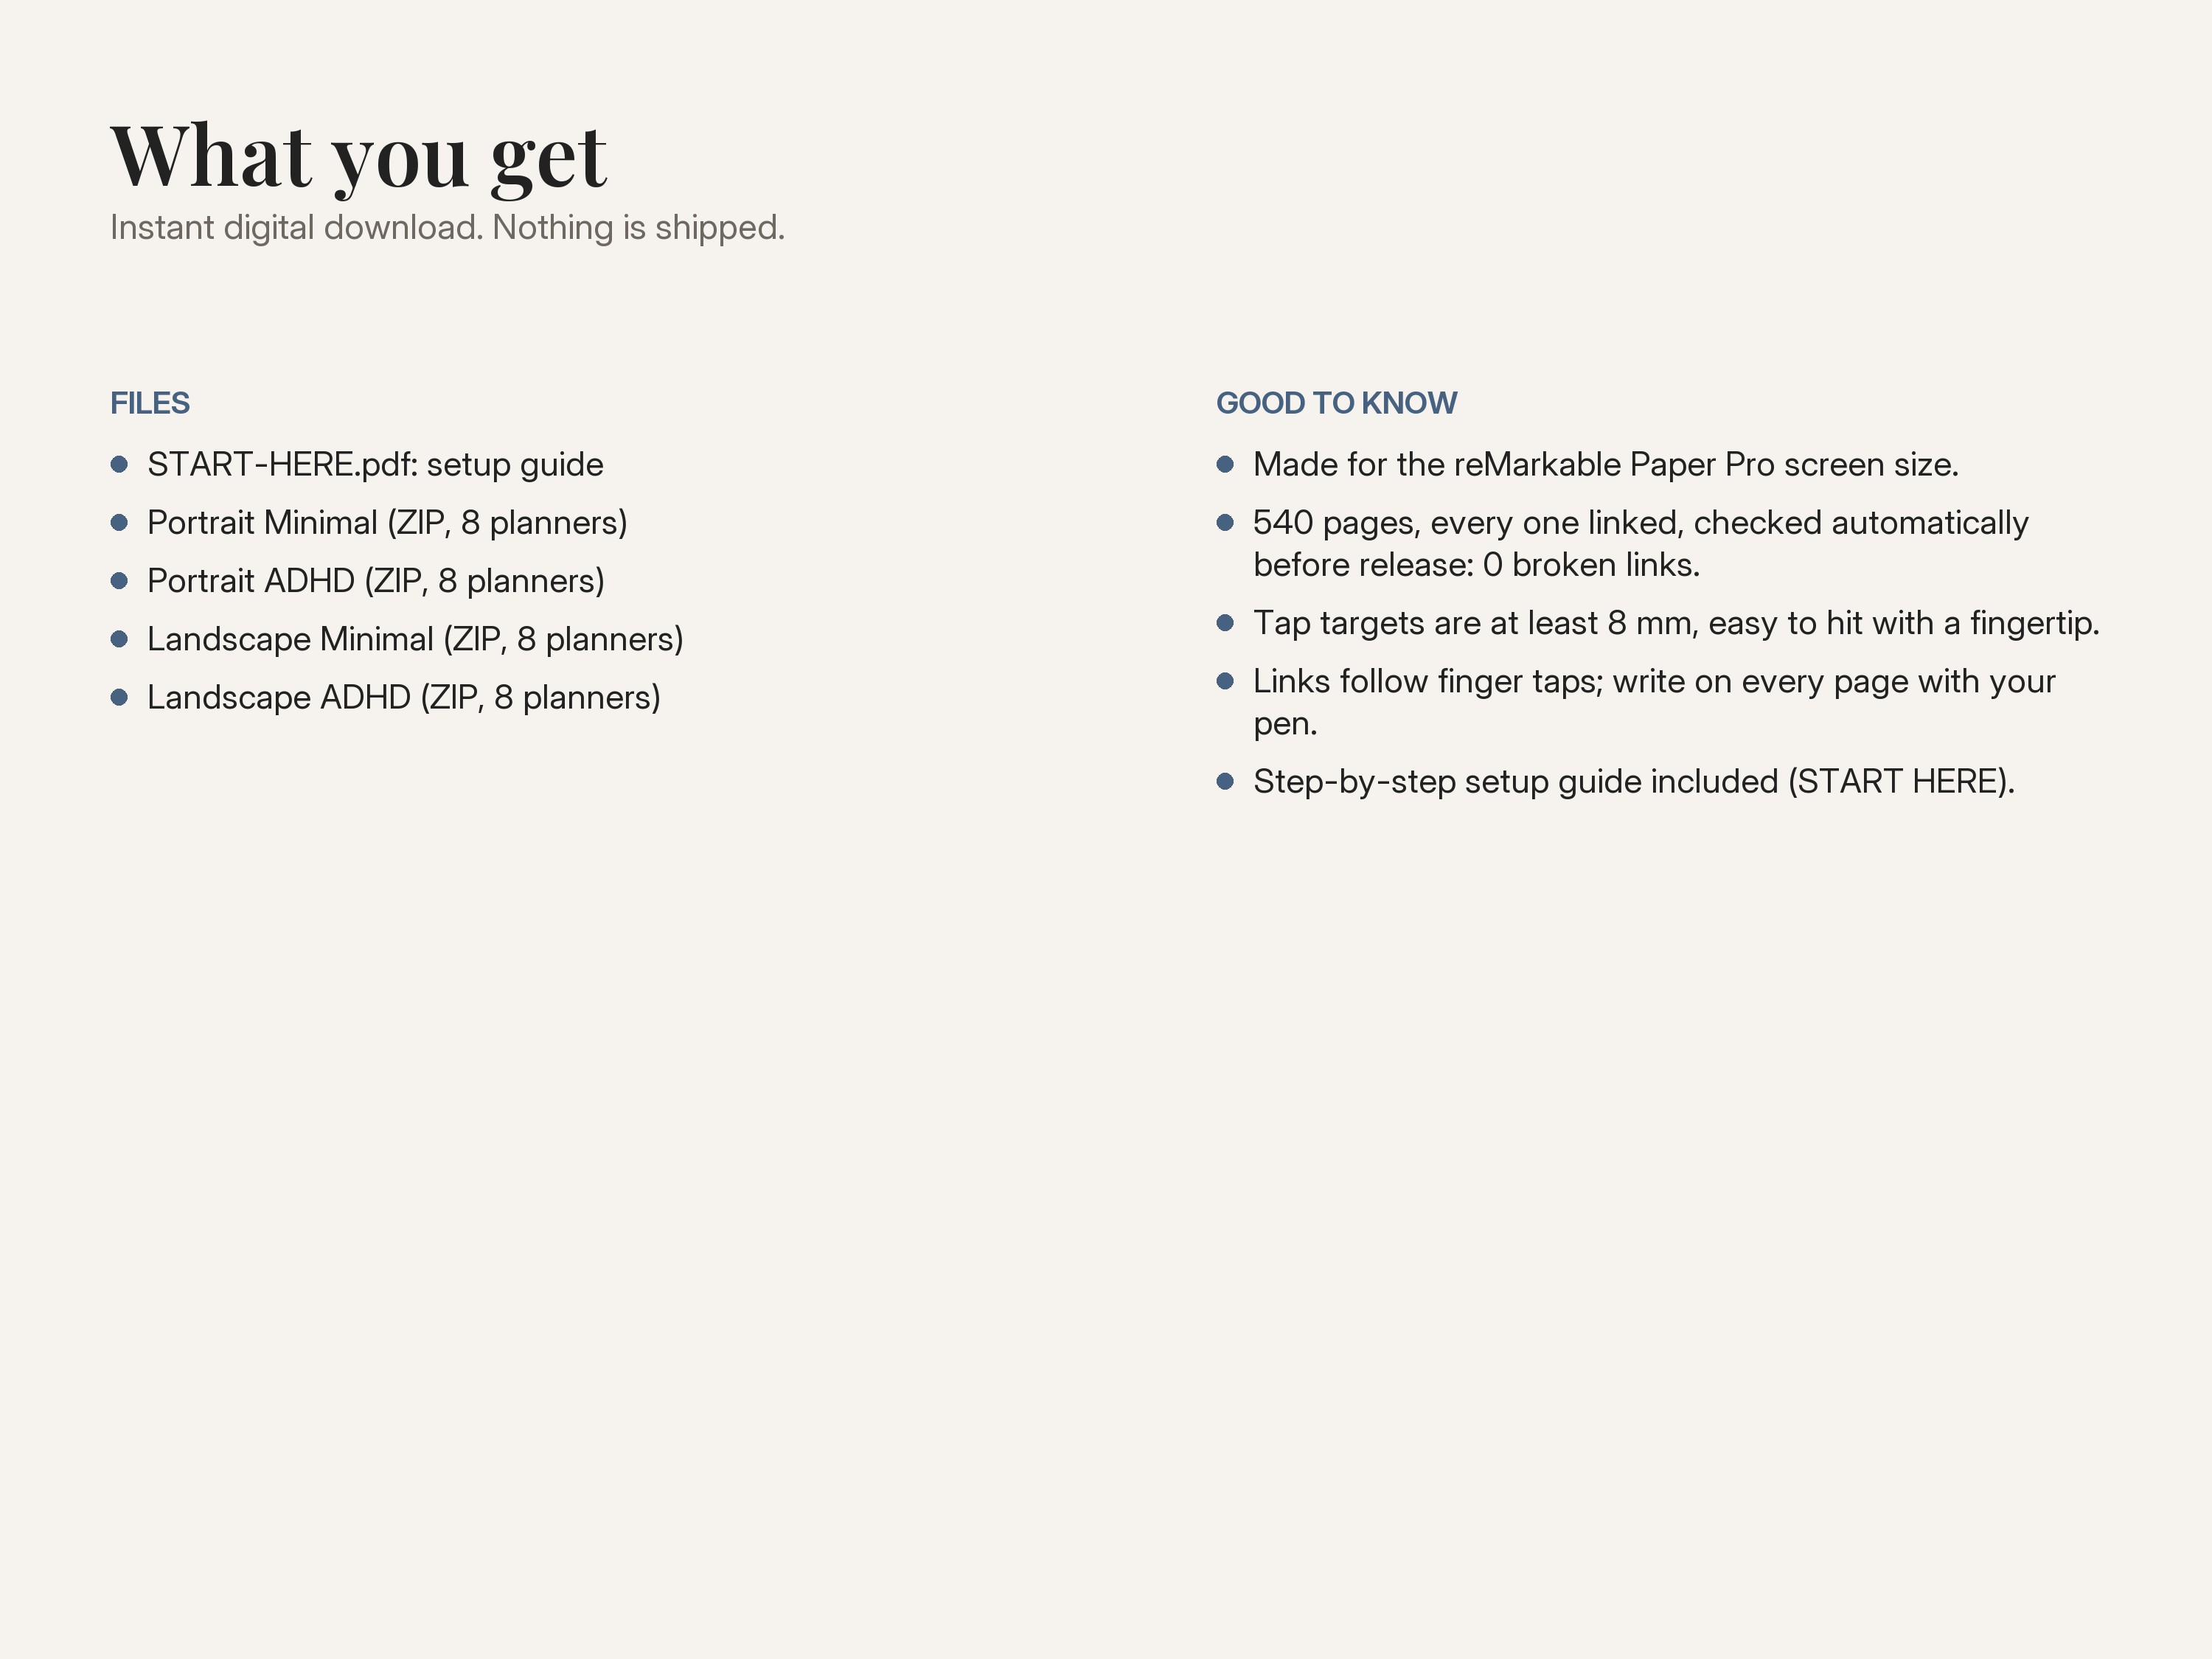 What you get
Instant digital download. Nothing is shipped.
FILES
START-HERE.pdf: setup guide
Portrait Minimal (ZIP, 8 planners)
Portrait ADHD (ZIP, 8 planners)
Landscape Minimal (ZIP, 8 planners)
Landscape ADHD (ZIP, 8 planners)
GOOD TO KNOW
Made for the reMarkable Paper Pro screen size.
540 pages, every one linked, checked automatically
before release: 0 broken links.
Tap targets are at least 8 mm, easy to hit with a fingertip.
Links follow finger taps; write on every page with your
pen.
Step-by-step setup guide included (START HERE).